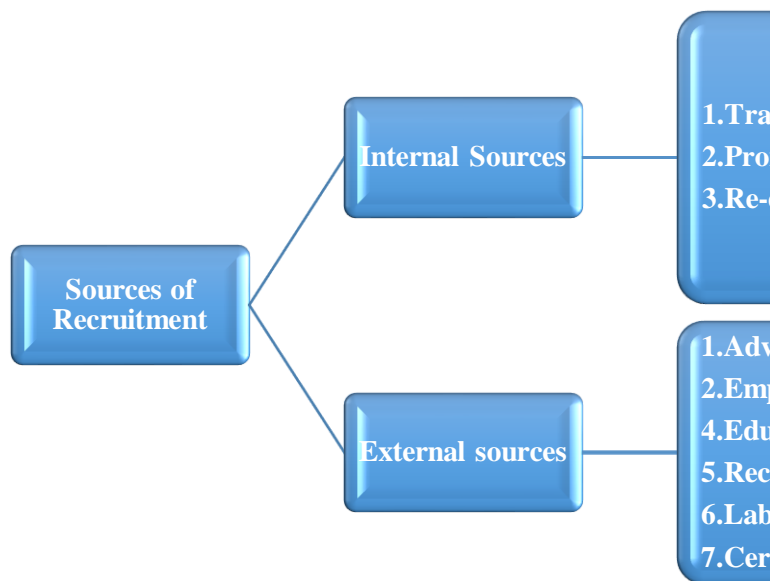 Sources of
Recruitment
Internal Sources
1.Tra
2.Pro
3.Re-
External sources
1.Adv
2.Emp
4.Edu
5.Rec
6.Lab
7.Cer